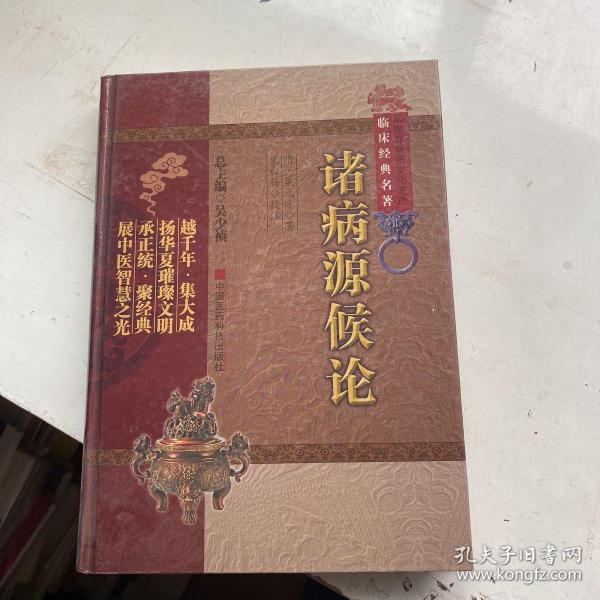 临床经典名著
诸病源候论
总主编◇吴少祯
中国医药科技出版社
越千年·集大成
扬华夏璀璨文明
承正统·聚经典
展中医智慧之光
孔夫子旧书网
www.kongfz.com